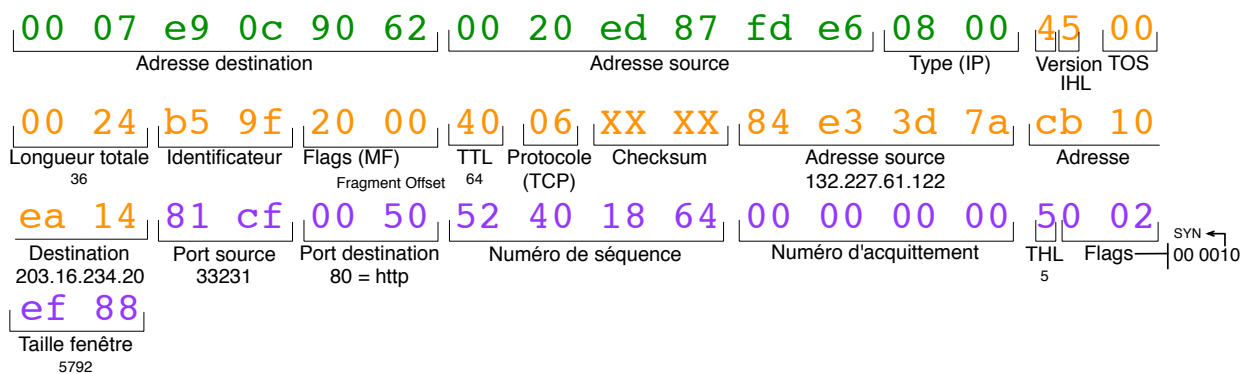 00 07 e9 0c 90 62 00 20 ed 87 fd e6 08 00 45 00
Adresse destination Adresse source Type (IP) Version TOS
IHL
00 24 b5 9f 20 00 40 06 XX XX 84 e3 3d 7a cb 10
Longueur totale Identificateur Flags (MF) TTL Protocole Checksum Adresse source Adresse
36 Fragment Offset 64 (TCP) 132.227.61.122
ea 14 81 cf 00 50 52 40 18 64 00 00 00 00 50 02
SYN
Destination Port source Port destination Numéro de séquence Numéro d'acquittement THL Flags 00 0010
203.16.234.20 33231 80 = http 5
ef 88
Taille fenêtre
5792